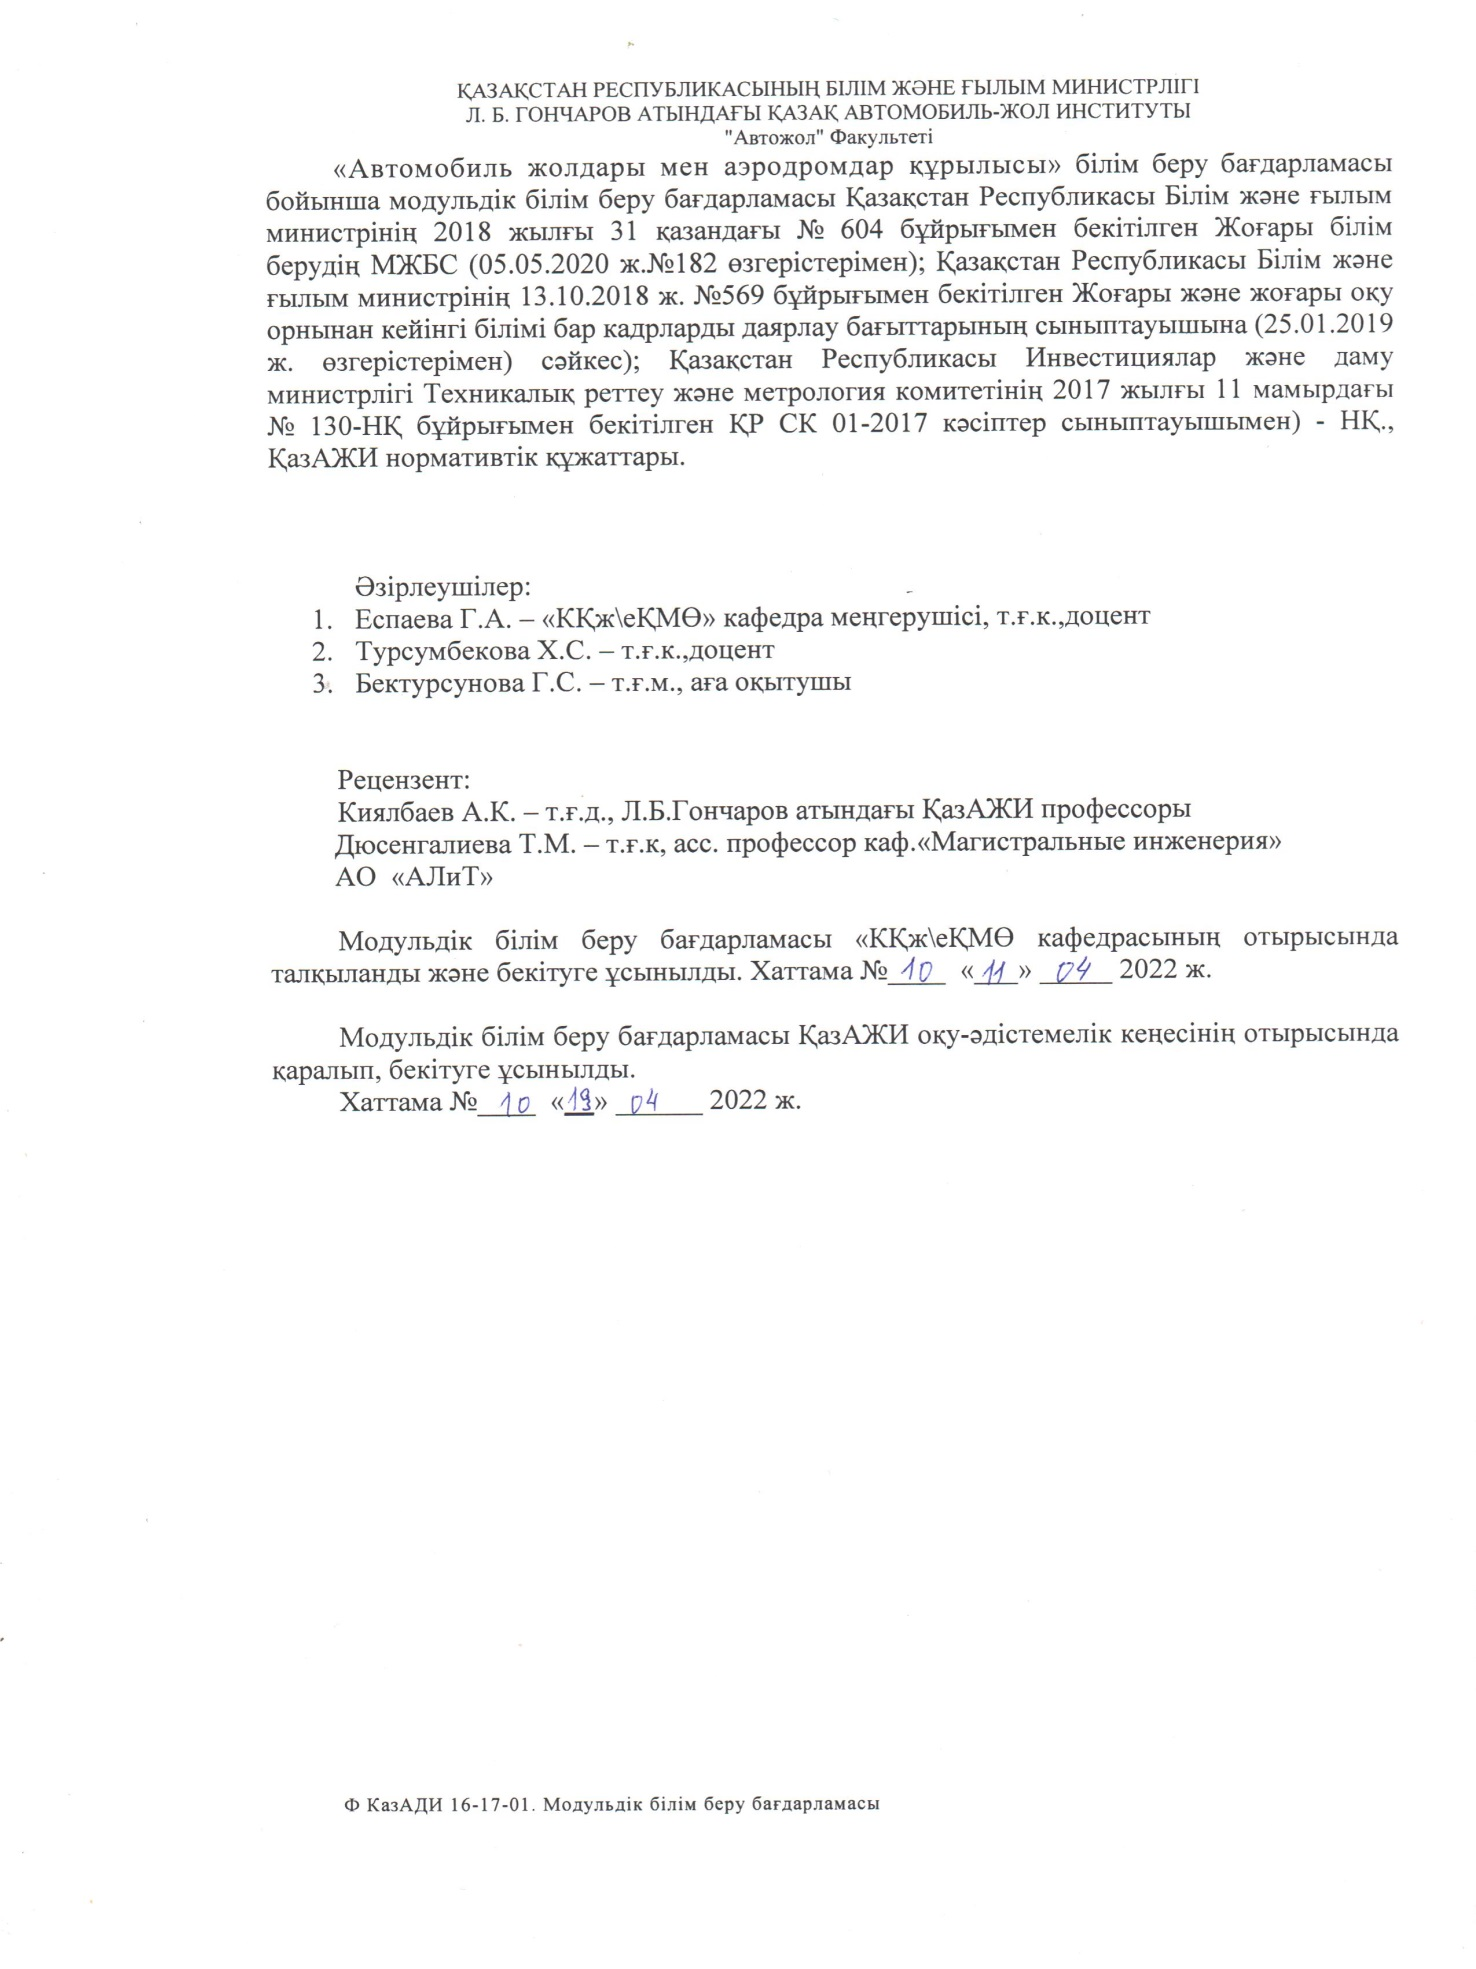 ҚАЗАҚСТАН РЕСПУБЛИКАСЫНЫҢ БІЛІМ ЖӘНЕ ҒЫЛЫМ МИНИСТРЛІГІ
Л. Б. ГОНЧАРОВ АТЫНДАҒЫ ҚАЗАҚ АВТОМОБИЛЬ-ЖОЛ ИНСТИТУТЫ
"Автожол" Факультеті
«Автомобиль жолдары мен аэродромдар құрылысы» білім беру бағдарламасы
бойынша модульдік білім беру бағдарламасы Қазақстан Республикасы Білім және ғылым
министрінің 2018 жылғы 31 қазандағы № 604 бұйрығымен бекітілген Жоғары білім
берудің МЖБС (05.05.2020 ж.№182 өзгерістерімен); Қазақстан Республикасы Білім және
ғылым министрінің 13.10.2018 ж. №569 бұйрығымен бекітілген Жоғары және жоғары оқу
орнынан кейінгі білімі бар кадрларды даярлау бағыттарының сыныптауышына (25.01.2019
ж. өзгерістерімен) сәйкес); Қазақстан Республикасы Инвестициялар және даму
министрлігі Техникалық реттеу және метрология комитетінің 2017 жылғы 11 мамырдағы
№ 130-НҚ бұйрығымен бекітілген ҚР СК 01-2017 кәсіптер сыныптауышымен) - НҚ.,
ҚазАЖИ нормативтік құжаттары.
Әзірлеушілер:
1. Еспаева Г.А. – «КҚж\еҚМӨ» кафедра меңгерушісі, т.ғ.к.,доцент
2. Турсумбекова Х.С. – т.ғ.к.,доцент
3. Бектурсунова Г.С. – т.ғ.м., аға оқытушы
Рецензент:
Киялбаев А.К. – т.ғ.д., Л.Б.Гончаров атындағы ҚазАЖИ профессоры
Дюсенгалиева Т.М. – т.ғ.к, асс. профессор каф.«Магистральные инженерия»
АО «АЛиТ»
Модульдік білім беру бағдарламасы «КҚж\еҚМӨ кафедрасының отырысында
талқыланды және бекітуге ұсынылды. Хаттама № 10 «11» 04 2022 ж.
Модульдік білім беру бағдарламасы ҚазАЖИ оқу-әдістемелік кеңесінің отырысында
қаралып, бекітуге ұсынылды.
Хаттама № 10 «19» 04 2022 ж.
Ф КазАДИ 16-17-01. Модульдік білім беру бағдарламасы